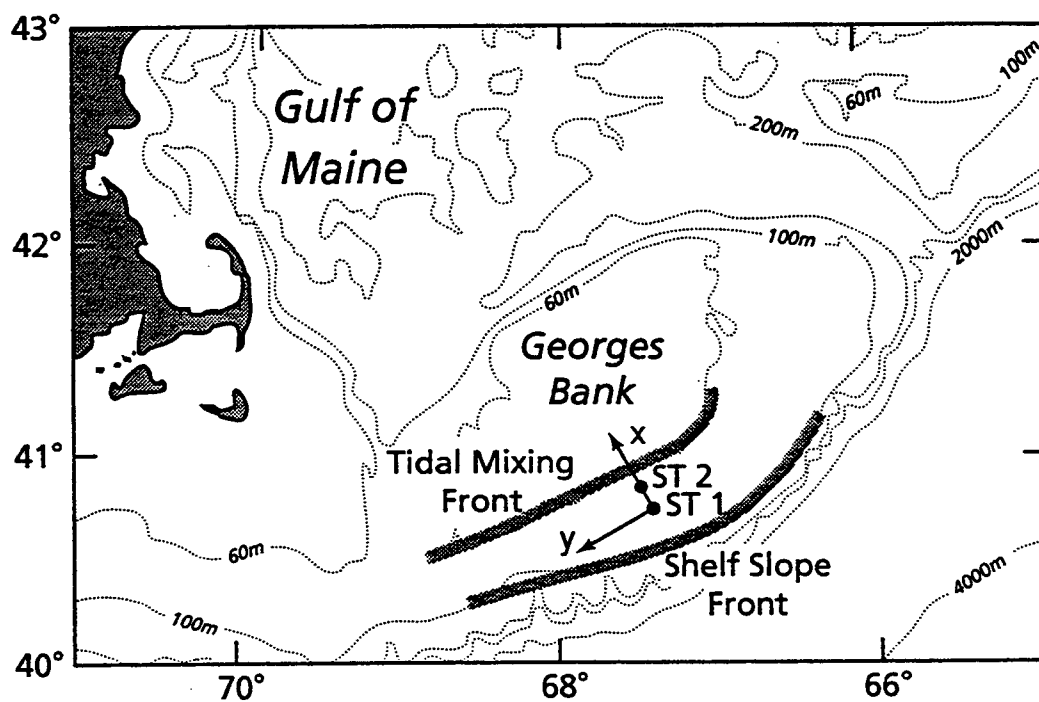 43°
100m
60m
Gulf of
Maine
200m
42°
100m
2000m
60m
Georges
Bank
x
41°
Tidal Mixing
Front
ST 2
ST 1
y
60m
Shelf Slope
Front
4000m
100m
40°
70°
68°
66°